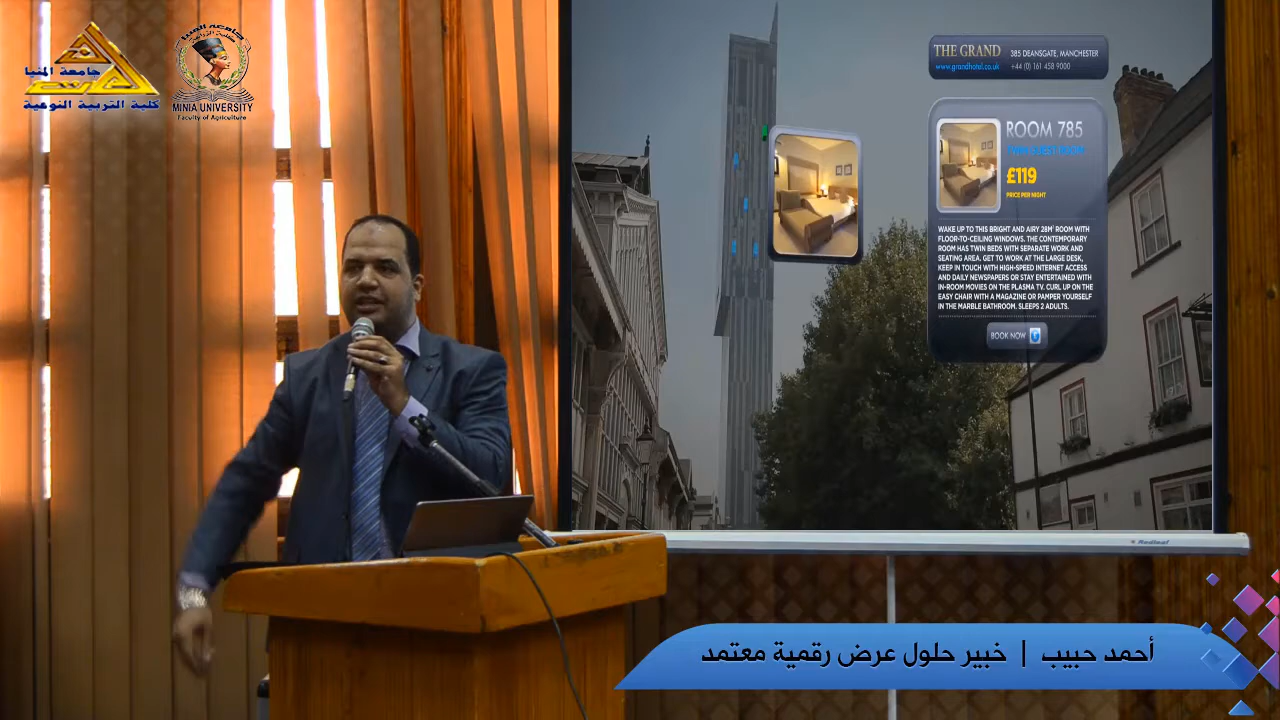 جامعة المنيا
كلية التربية النوعية
MINIA UNIVERSITY
Faculty of Agriculture
THE GRAND
www.grandhotel.co.uk
385 DEANSGATE, MANCHESTER
+44 (0) 161 458 9000
ROOM 785
£119
PRICE PER NIGHT
WAKE UP TO THIS BRIGHT AND AIRY 28M² ROOM WITH
FLOOR-TO-CEILING WINDOWS. THE CONTEMPORARY
ROOM HAS TWIN BEDS WITH SEPARATE WORK AND
SEATING AREA. GET TO WORK AT THE LARGE DESK,
KEEP IN TOUCH WITH HIGH-SPEED INTERNET ACCESS
AND DAILY NEWSPAPERS OR STAY ENTERTAINED WITH
IN-ROOM MOVIES ON THE PLASMA TV. CURL UP ON THE
EASY CHAIR WITH A MAGAZINE OR PAMPER YOURSELF
IN THE MARBLE BATHROOM. SLEEPS 2 ADULTS.
BOOK NOW
أحمد حبيب | خبير حلول عرض رقمية معتمد